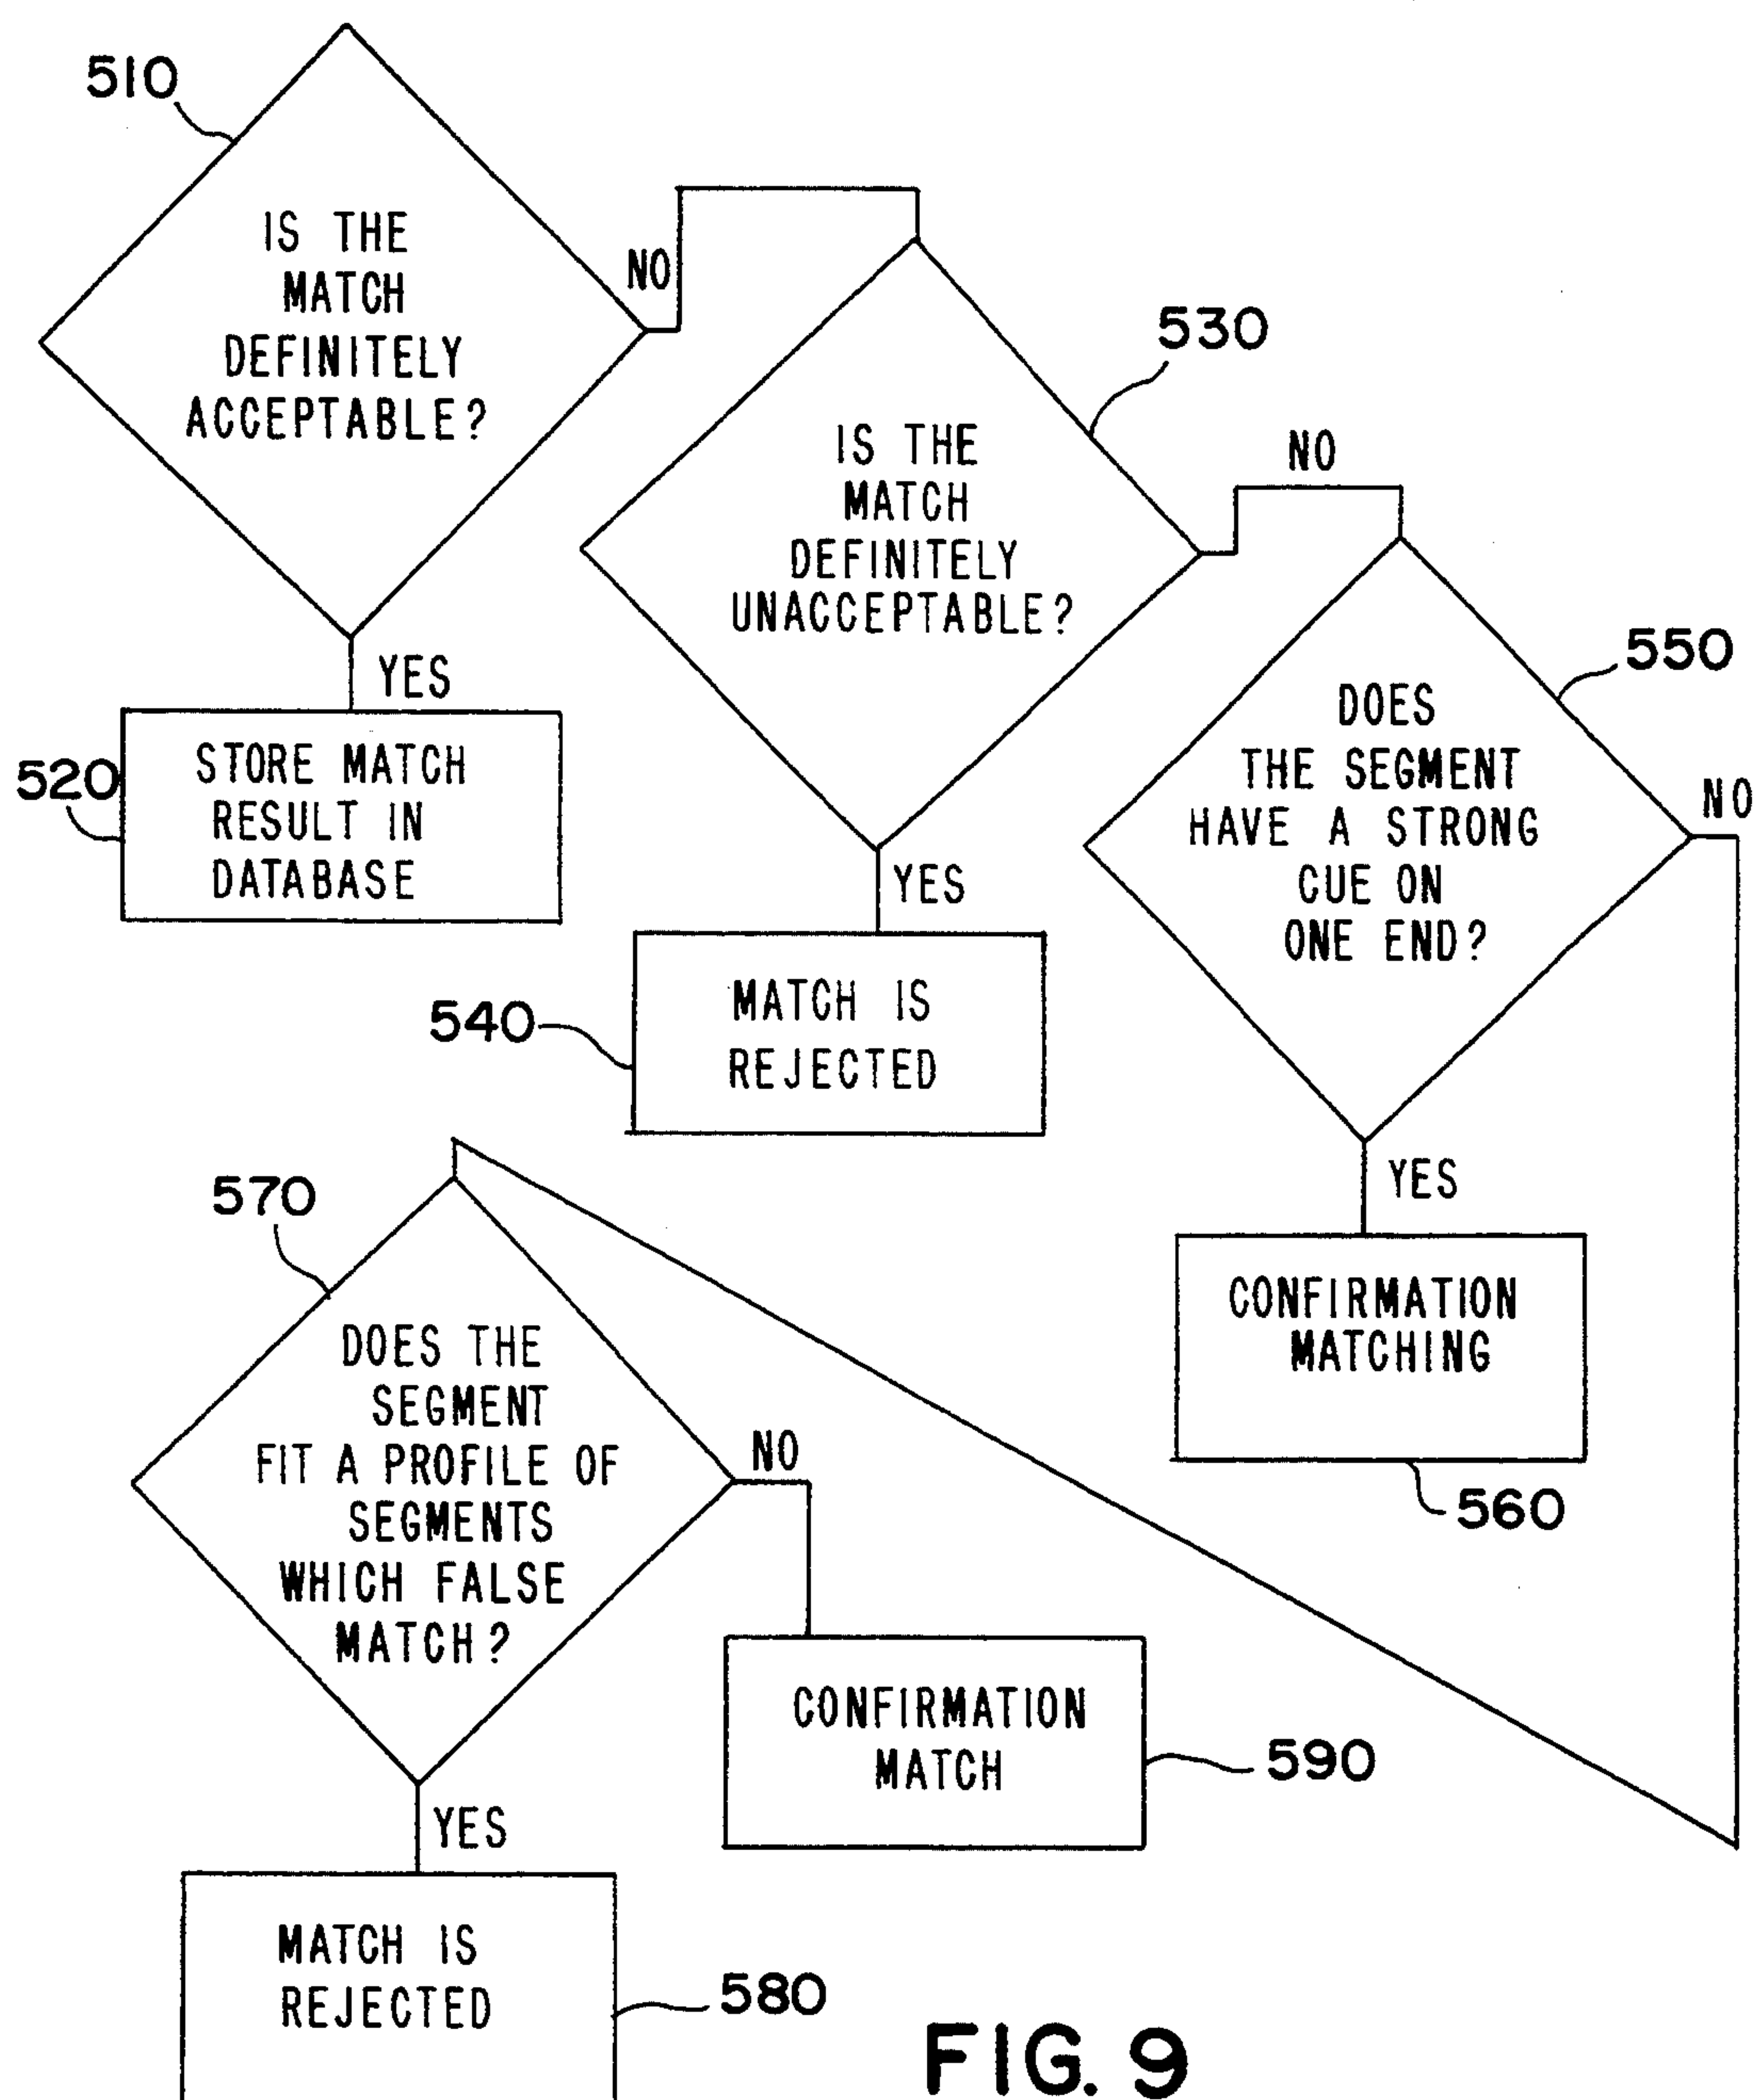 510
IS THE
MATCH
DEFINITELY
ACCEPTABLE?
NO
YES
520
STORE MATCH
RESULT IN
DATABASE
530
IS THE
MATCH
DEFINITELY
UNACCEPTABLE?
NO
YES
540
MATCH IS
REJECTED
550
DOES
THE SEGMENT
HAVE A STRONG
CUE ON
ONE END?
NO
YES
CONFIRMATION
MATCHING
560
570
DOES THE
SEGMENT
FIT A PROFILE OF
SEGMENTS
WHICH FALSE
MATCH?
NO
CONFIRMATION
MATCH
590
YES
MATCH IS
REJECTED
580
FIG. 9